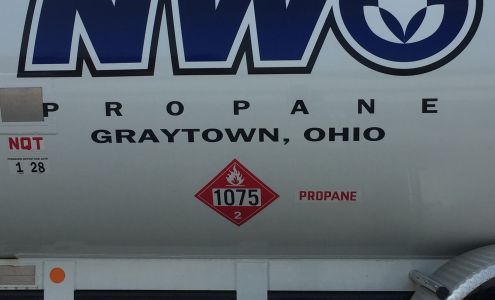 NWO
PROPANE
GRAYTOWN, OHIO
NQT
1 28
1075
2
PROPANE